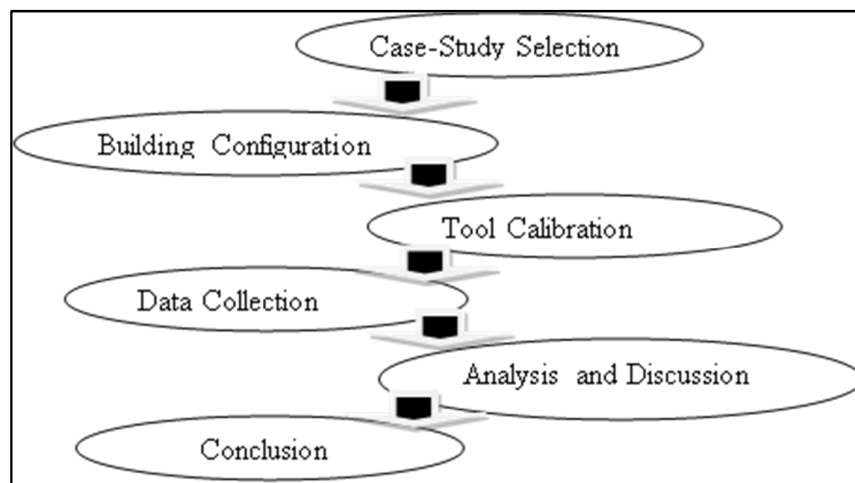 Case-Study Selection
Building Configuration
Tool Calibration
Data Collection
Analysis and Discussion
Conclusion